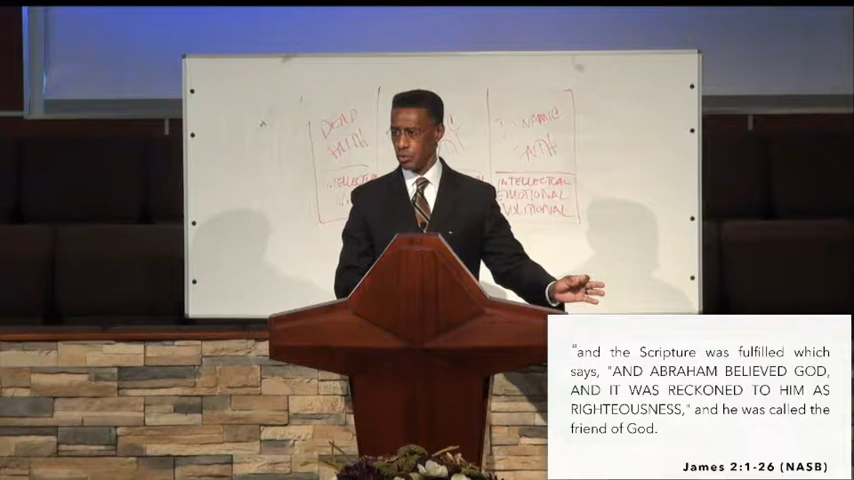 DEAD
FAITH
INTELLECTUAL
FAITH
INTELLECTUAL
EMOTIONAL
VOLITIONAL
23 "and the Scripture was fulfilled which
says, "AND ABRAHAM BELIEVED GOD,
AND IT WAS RECKONED TO HIM AS
RIGHTEOUSNESS," and he was called the
friend of God.
James 2:1-26 (NASB)